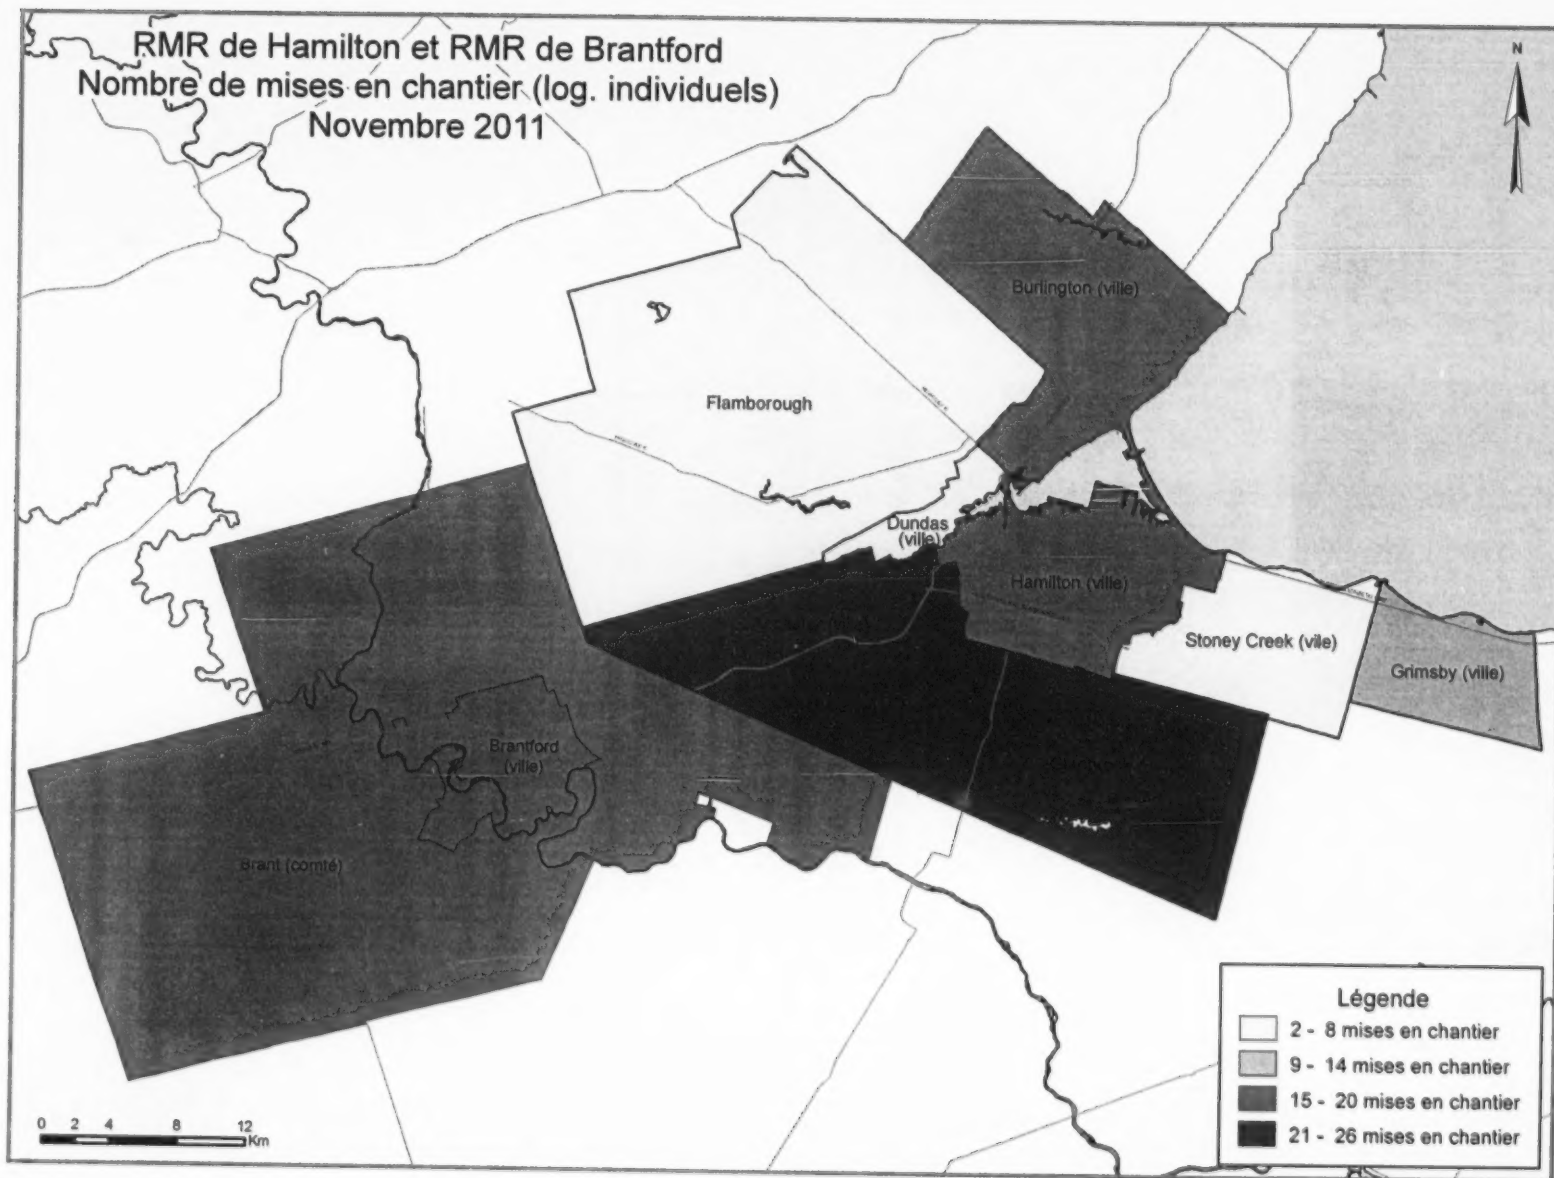 RMR de Hamilton et RMR de Brantford
Nombre de mises en chantier (log. individuels)
Novembre 2011
N
Burlington (ville)
Flamborough
Dundas
(ville)
Hamilton (ville)
Stoney Creek (ville)
Grimsby (ville)
Brantford
(ville)
Brant (comté)
Légende
2 - 8 mises en chantier
9 - 14 mises en chantier
15 - 20 mises en chantier
21 - 26 mises en chantier
0 2 4 8 12
Km